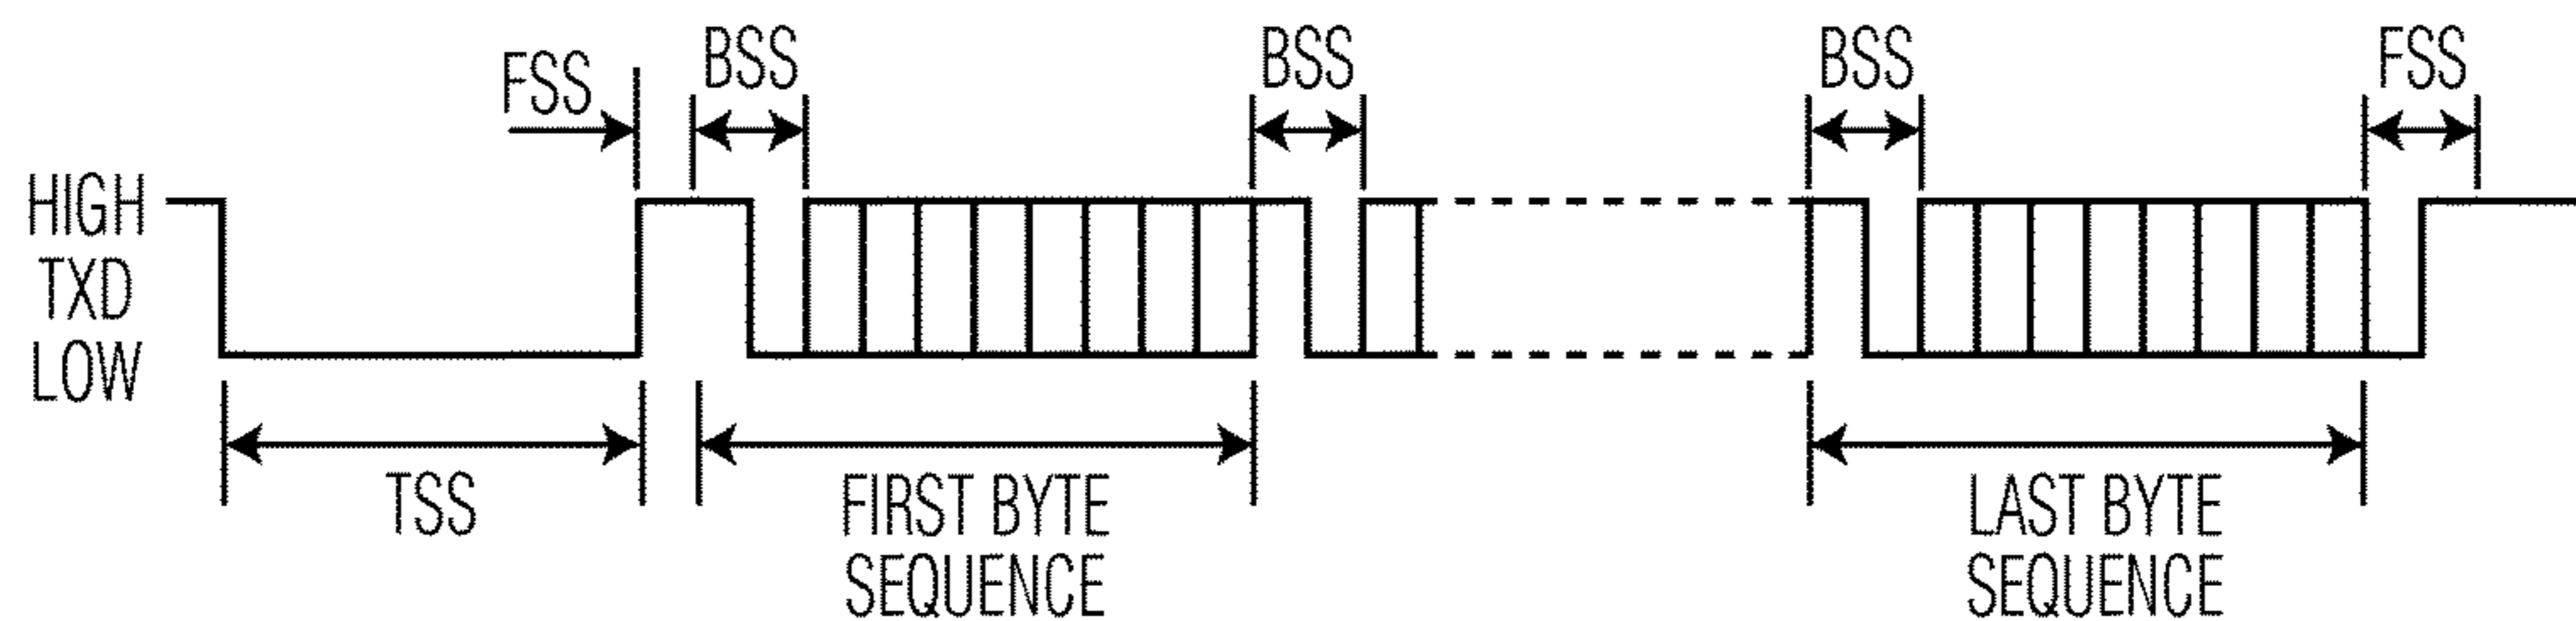 FSS
BSS
BSS
BSS
FSS
HIGH
TXD
LOW
TSS
FIRST BYTE
SEQUENCE
LAST BYTE
SEQUENCE